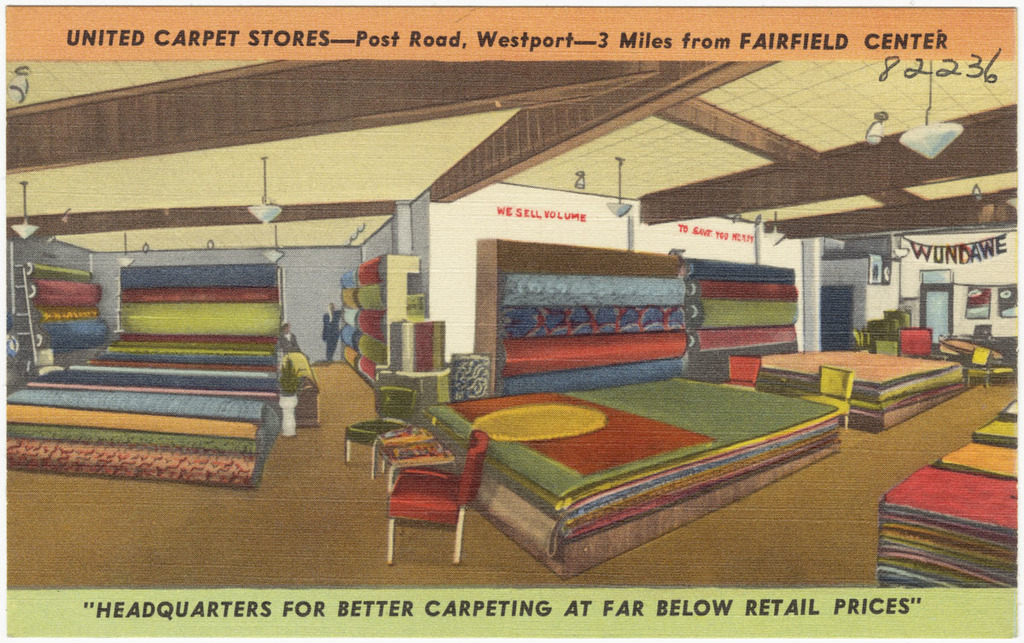 UNITED CARPET STORES—Post Road, Westport—3 Miles from FAIRFIELD CENTER
82236
WE SELL VOLUME
TO SAVE YOU MONEY
WUNDAWE
"HEADQUARTERS FOR BETTER CARPETING AT FAR BELOW RETAIL PRICES"